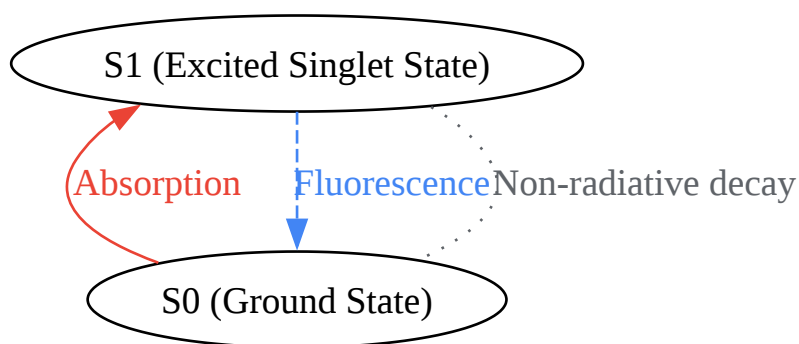 S1 (Excited Singlet State)
Absorption
Fluorescence
Non-radiative decay
S0 (Ground State)